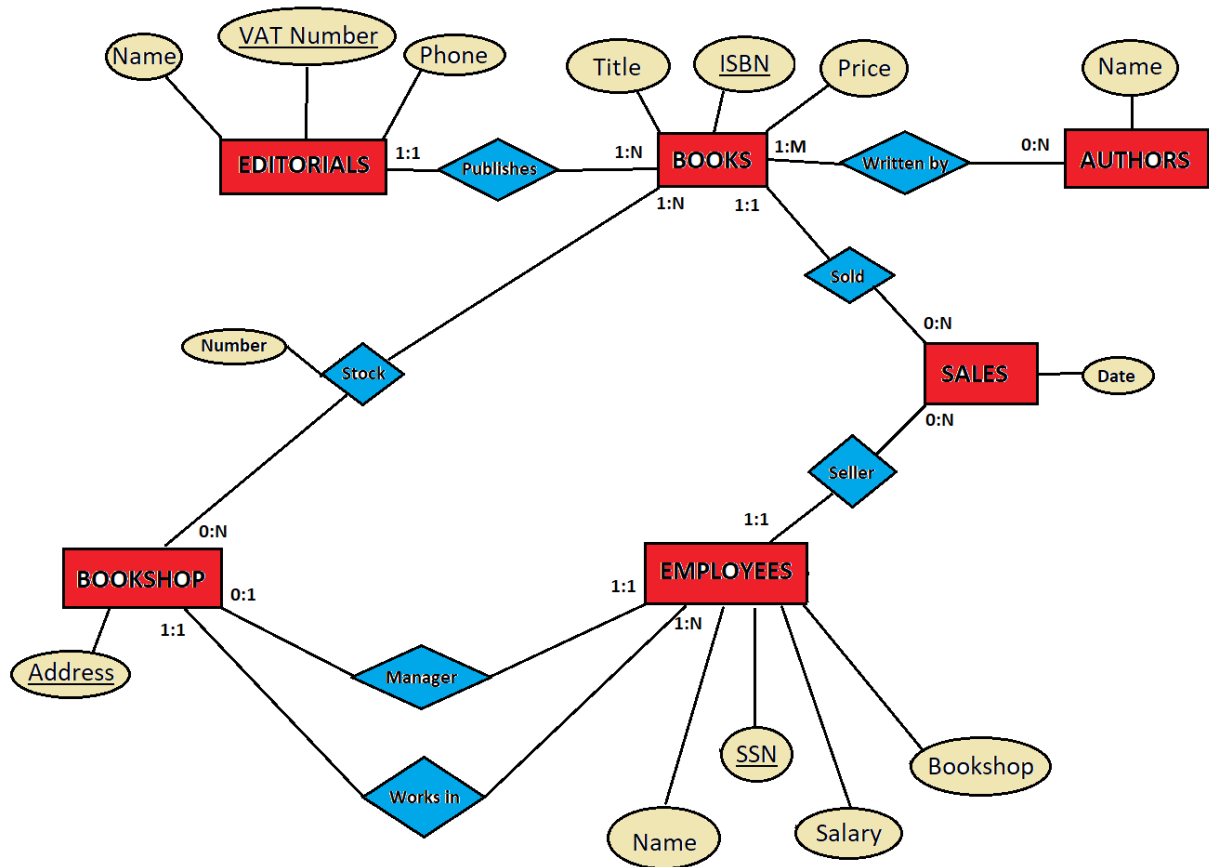 Name
VAT Number
Phone
Title
ISBN
Price
Name
EDITORIALS
1:1
Publishes
1:N
BOOKS
1:M
Written by
0:N
AUTHORS
1:N
1:1
Sold
Number
Stock
0:N
SALES
Date
0:N
Seller
0:N
1:1
BOOKSHOP
0:1
1:1
EMPLOYEES
1:1
1:N
Address
Manager
Works in
SSN
Bookshop
Name
Salary